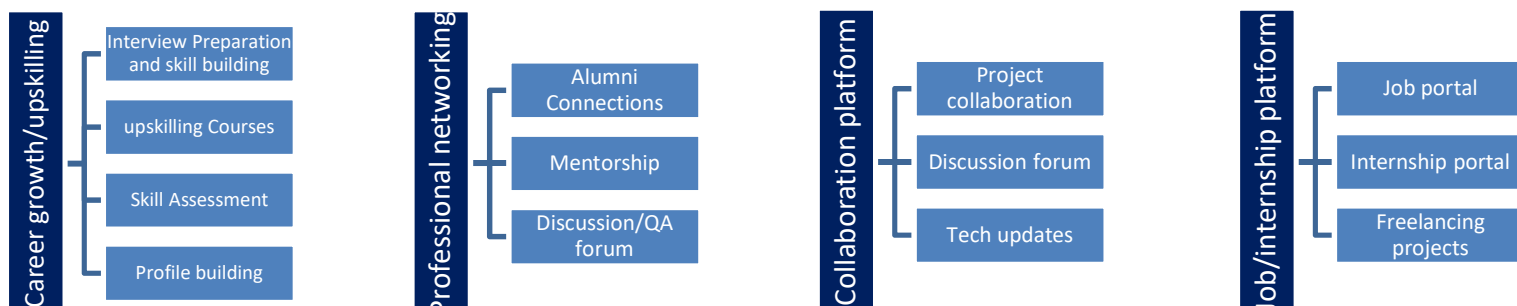 Career growth/upskilling
Interview Preparation
and skill building
upskilling Courses
Skill Assessment
Profile building
Professional networking
Alumni
Connections
Mentorship
Discussion/QA
forum
Collaboration platform
Project
collaboration
Discussion forum
Tech updates
Job/internship platform
Job portal
Internship portal
Freelancing
projects